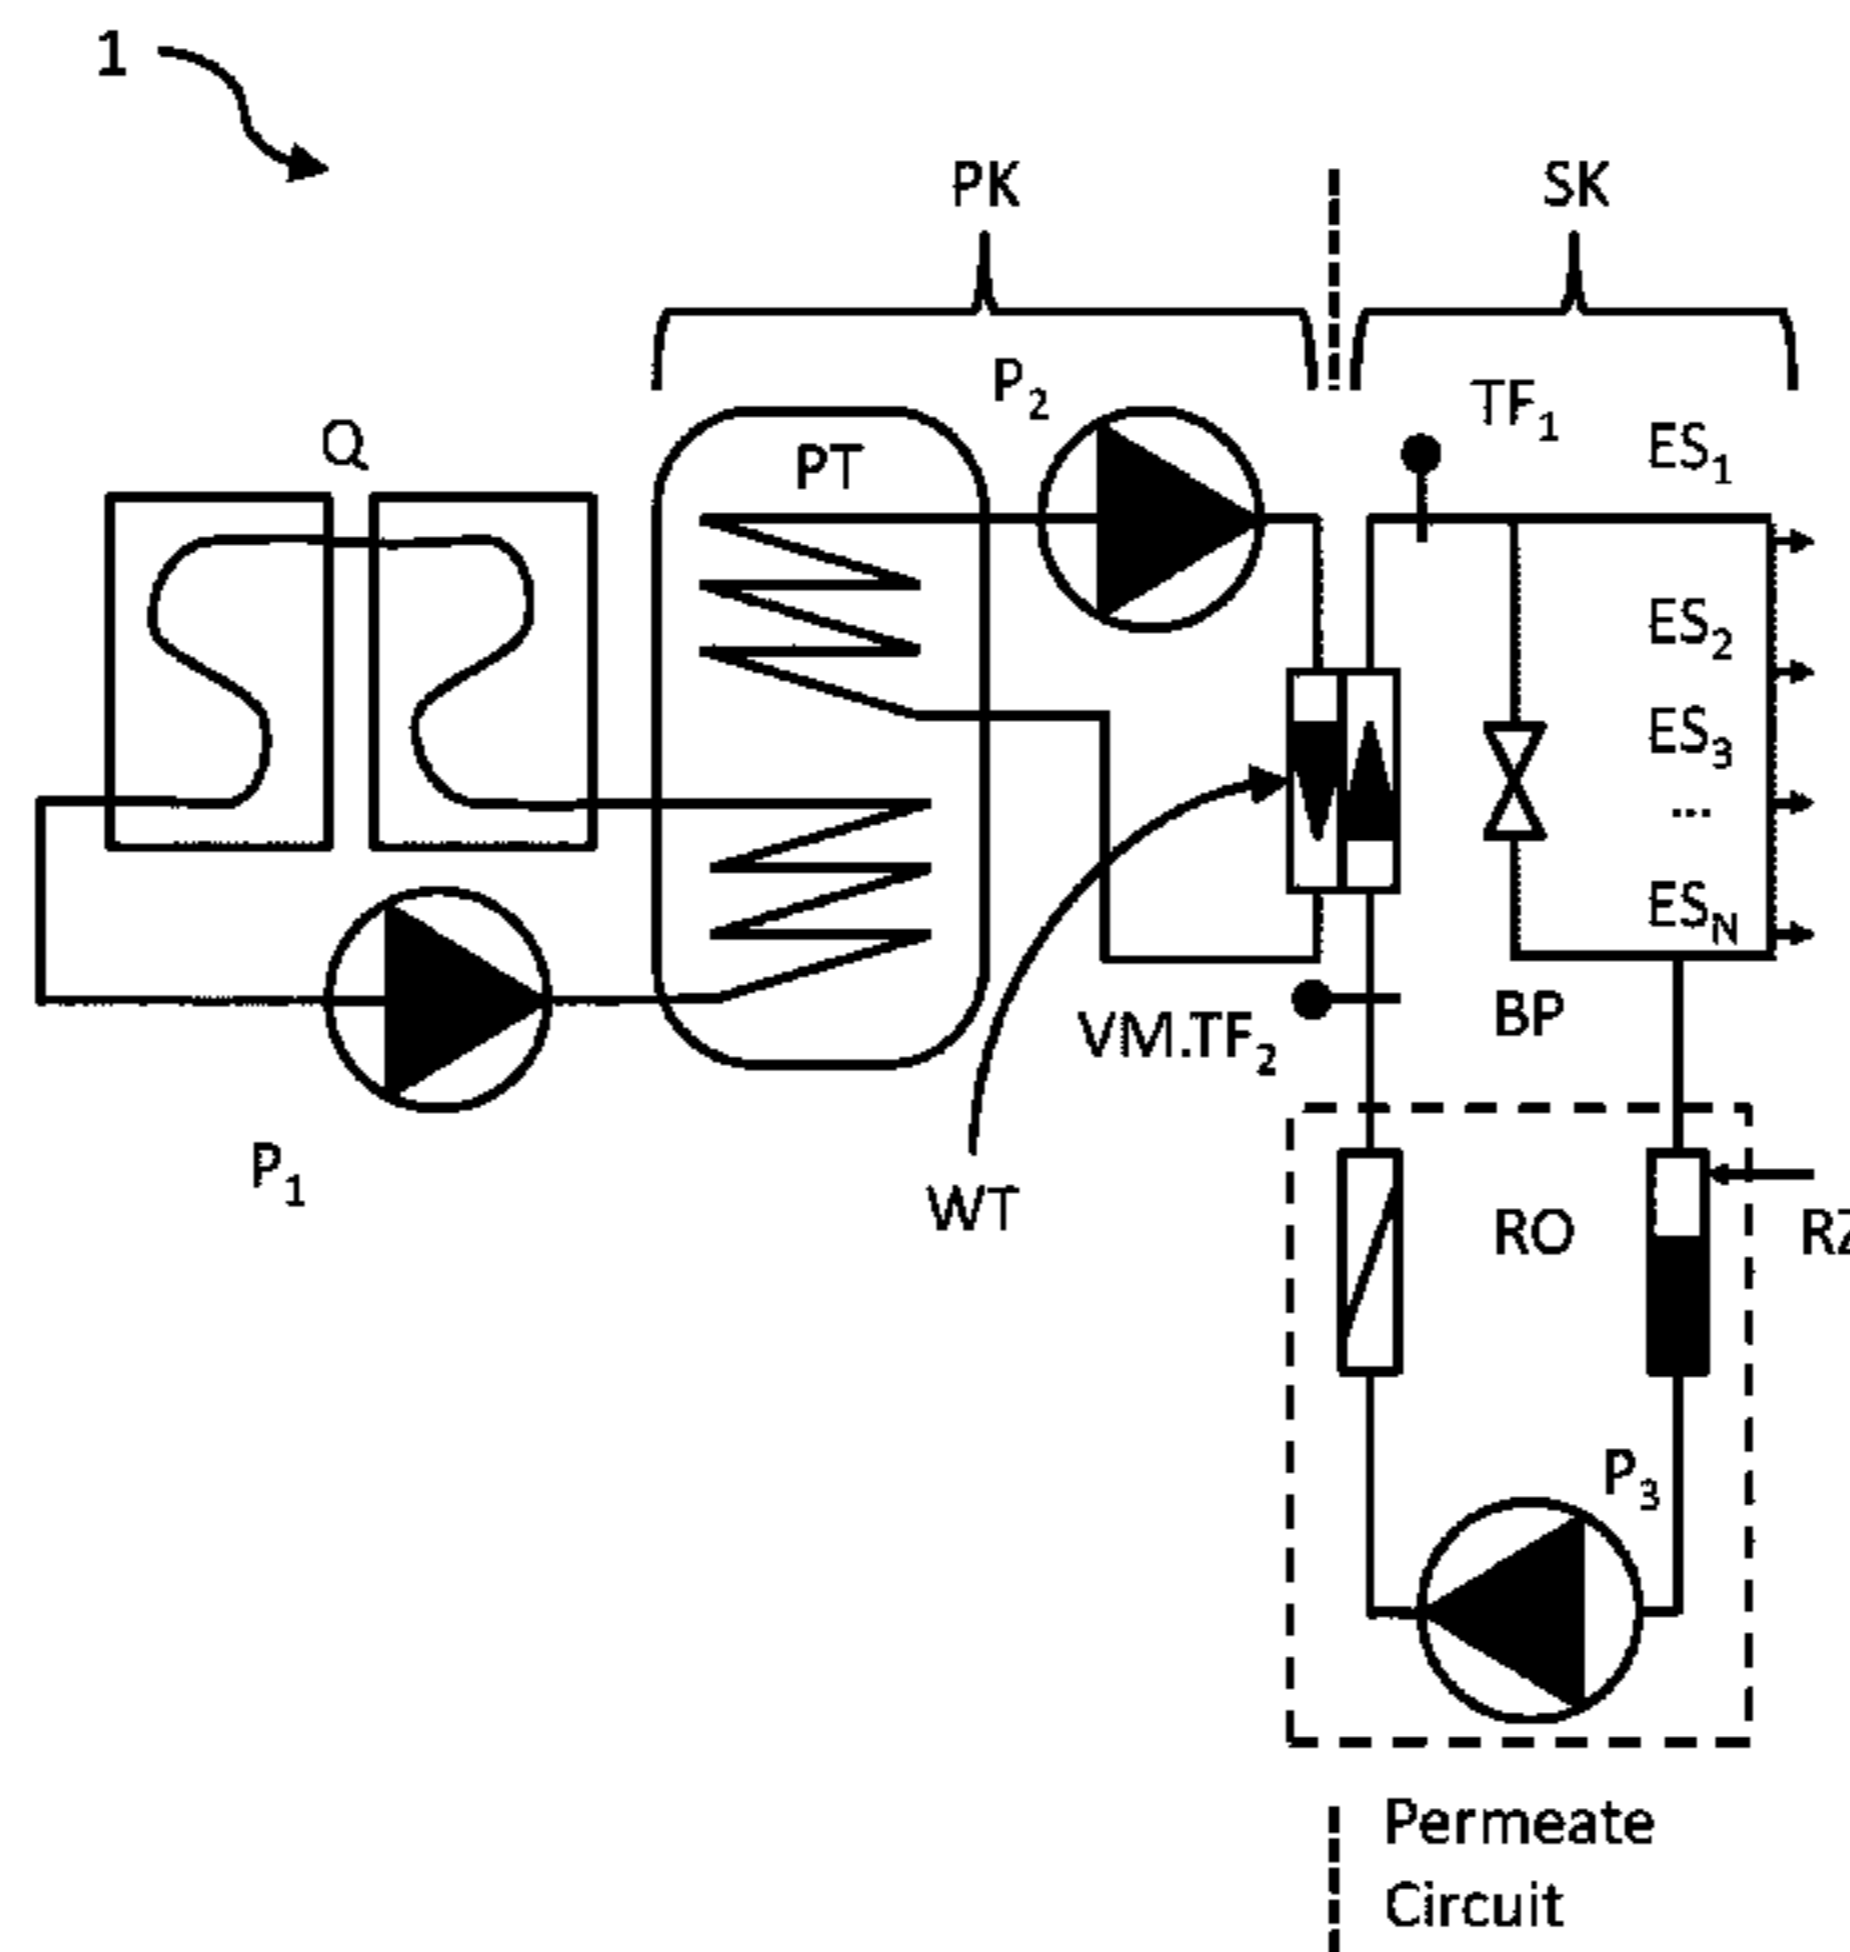 1
PK
SK
P2
TF1
Q
PT
ES1
ES2
ES3
...
ESN
VM.TF2
BP
P1
WT
RO
RZ
P3
Permeate
Circuit